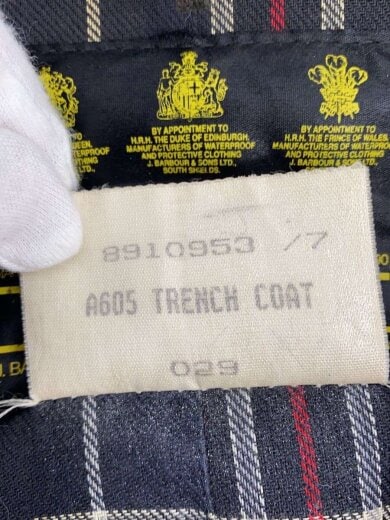 BY APPOINTMENT TO
H.R.H. THE DUKE OF EDINBURGH,
MANUFACTURERS OF WATERPROOF
AND PROTECTIVE CLOTHING
J. BARBOUR & SONS LTD.,
SOUTH SHIELDS.
BY APPOINTMENT TO
H.R.H. THE PRINCE OF WALES
MANUFACTURERS OF WATERPROOF
AND PROTECTIVE CLOTHING
J. BARBOUR & SONS LTD.,
8910953 /7
A605 TRENCH COAT
029